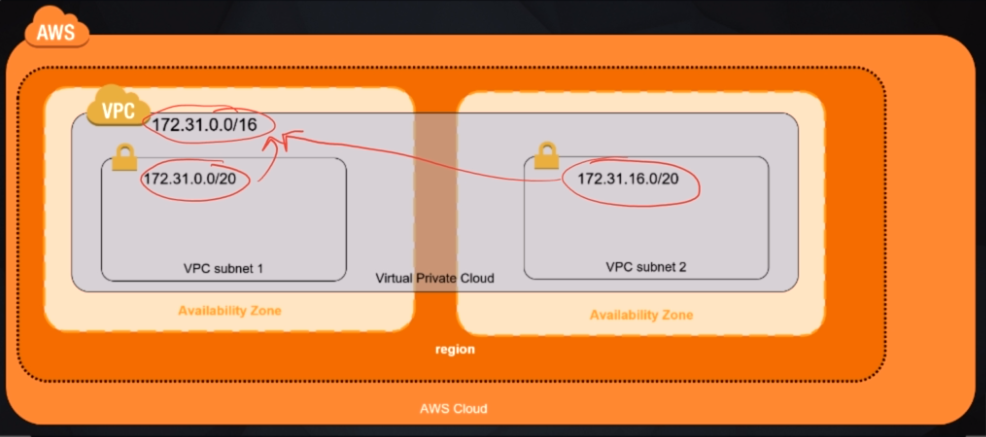 AWS
VPC
172.31.0.0/16
172.31.0.0/20
172.31.16.0/20
VPC subnet 1
VPC subnet 2
Virtual Private Cloud
Availability Zone
Availability Zone
region
AWS Cloud